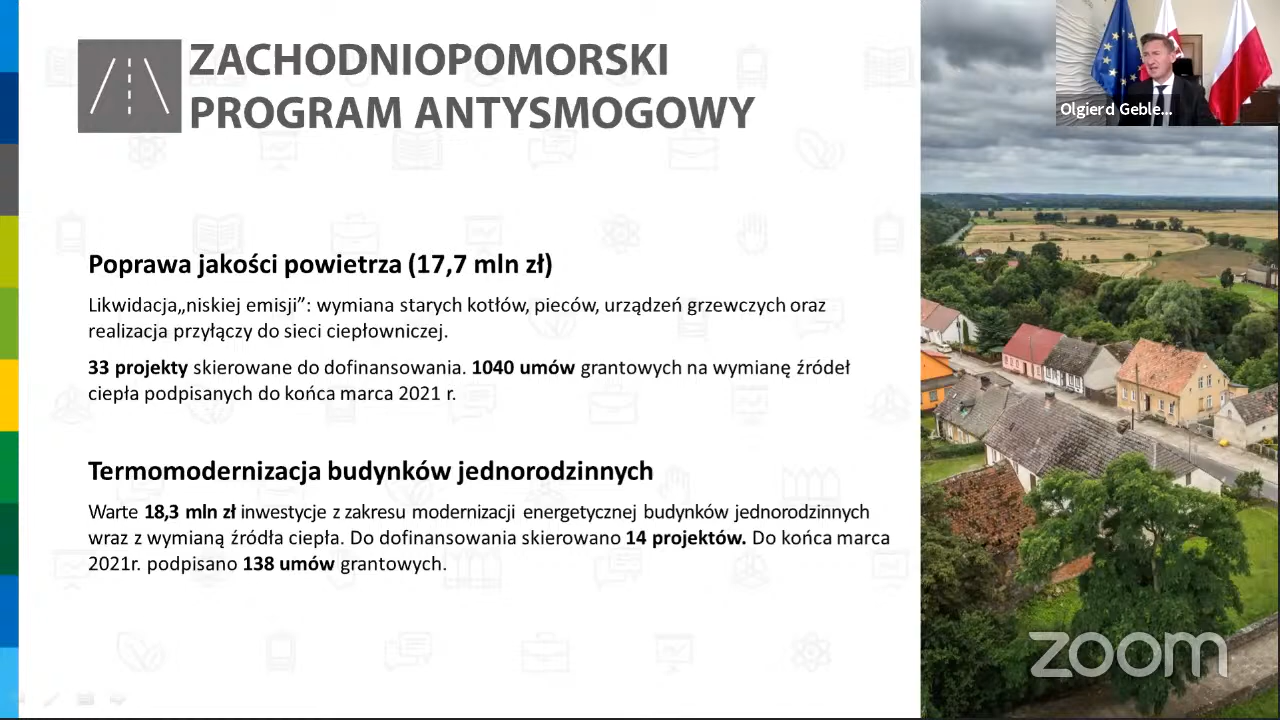 ZACHODNIOPOMORSKI
PROGRAM ANTYSMOGOWY
Olgierd Geble...
Poprawa jakości powietrza (17,7 mln zł)
Likwidacja„niskiej emisji”: wymiana starych kotłów, pieców, urządzeń grzewczych oraz
realizacja przyłączy do sieci ciepłowniczej.
33 projekty skierowane do dofinansowania. 1040 umów grantowych na wymianę źródeł
ciepła podpisanych do końca marca 2021 r.
Termomodernizacja budynków jednorodzinnych
Warte 18,3 mln zł inwestycje z zakresu modernizacji energetycznej budynków jednorodzinnych
wraz z wymianą źródła ciepła. Do dofinansowania skierowano 14 projektów. Do końca marca
2021r. podpisano 138 umów grantowych.
zoom